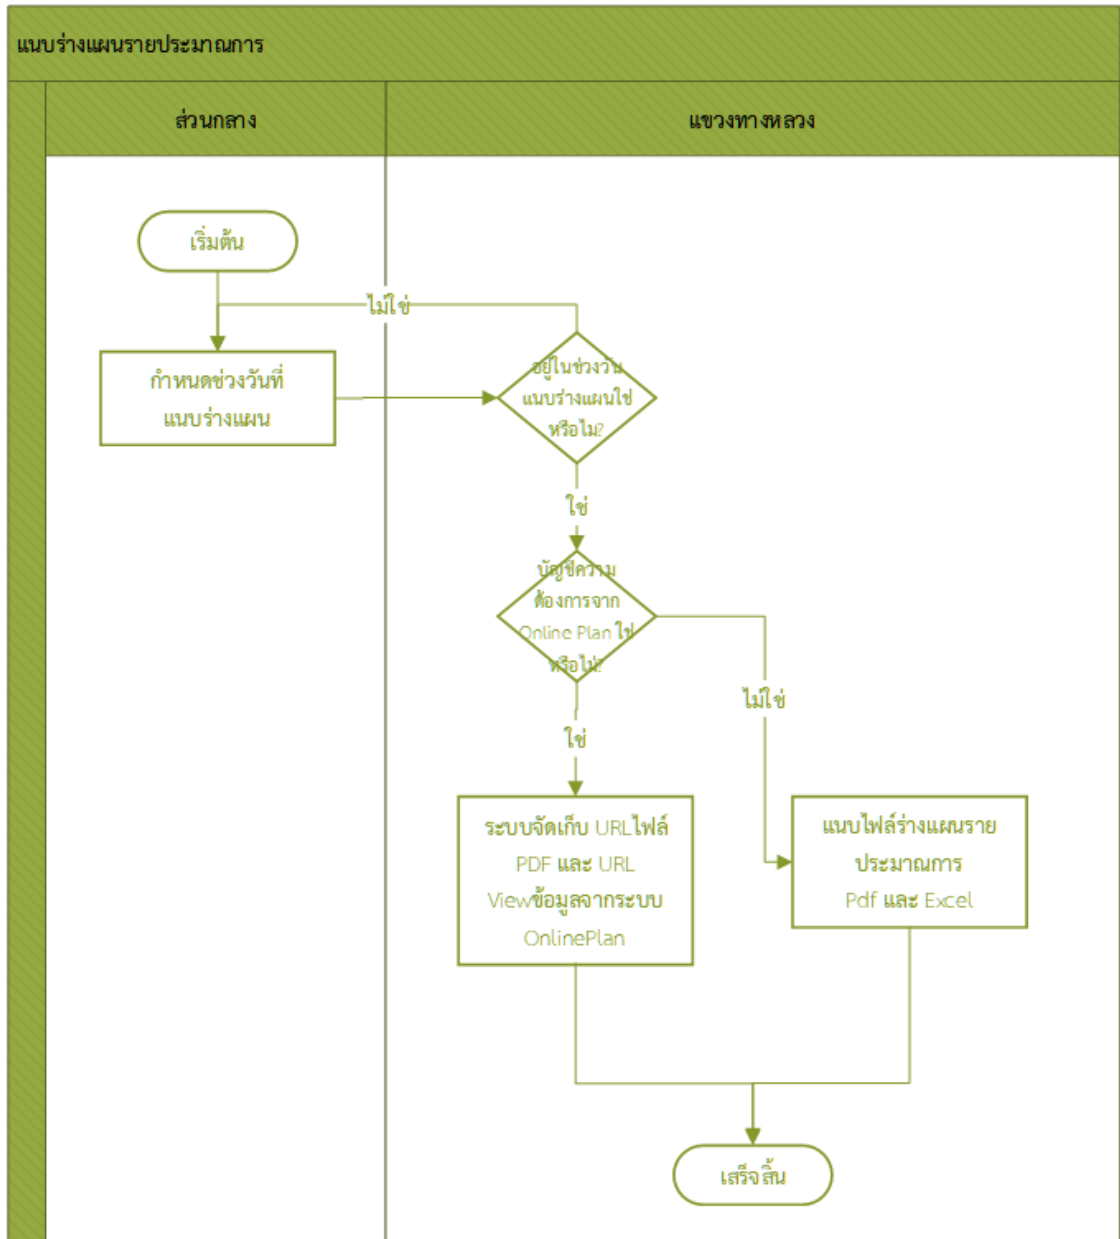 แนบร่างแผนรายประมาณการ
ส่วนกลาง
แขวงทางหลวง
เริ่มต้น
ไม่ใช่
กำหนดช่วงวันที่
แนบร่างแผน
อยู่ในช่วงวัน
แนบร่างแผนใช่
หรือไม?
ใช่
บัญชีความ
ต้องการจาก
Online Plan ใช่
หรือไม่?
ไม่ใช่
ใช่
ระบบจัดเก็บ URLไฟล์
PDF และ URL
Viewข้อมูลจากระบบ
OnlinePlan
แนบไฟล์ร่างแผนราย
ประมาณการ
Pdf และ Excel
เสร็จสิ้น